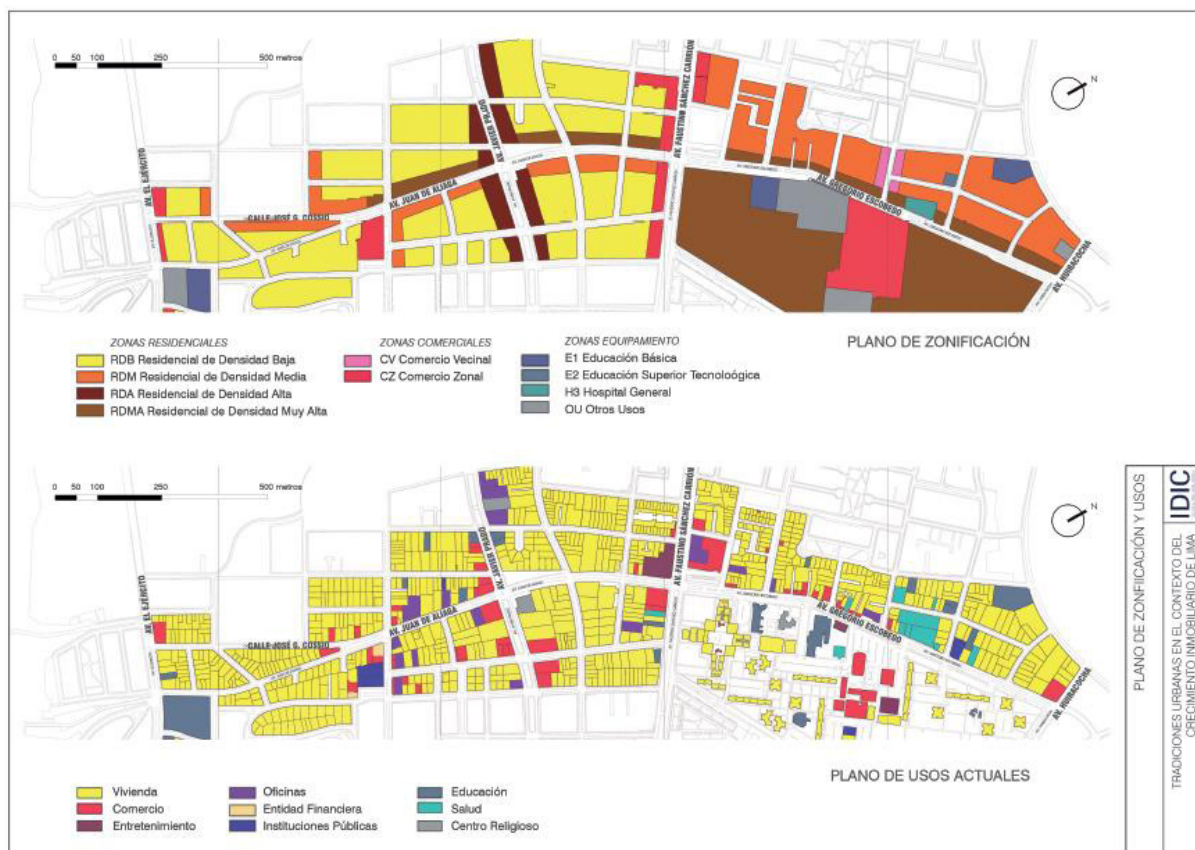 0 50 100 250 500 metros
N
AV. EL EJÉRCITO
CALLE JOSÉ G. COSSIO
AV. JUAN DE ALIAGA
AV. JAVIER PRADO
AV. FAUSTINO SÁNCHEZ CARRIÓN
AV. GREGORIO ESCOBEDO
AV. HUIRACOCHA
ZONAS RESIDENCIALES
RDB Residencial de Densidad Baja
RDM Residencial de Densidad Media
RDA Residencial de Densidad Alta
RDMA Residencial de Densidad Muy Alta
ZONAS COMERCIALES
CV Comercio Vecinal
CZ Comercio Zonal
ZONAS EQUIPAMIENTO
E1 Educación Básica
E2 Educación Superior Tecnoloógica
H3 Hospital General
OU Otros Usos
PLANO DE ZONIFICACIÓN
0 50 100 250 500 metros
N
AV. EL EJÉRCITO
CALLE JOSÉ G. COSSIO
AV. JUAN DE ALIAGA
AV. JAVIER PRADO
AV. FAUSTINO SÁNCHEZ CARRIÓN
AV. GREGORIO ESCOBEDO
AV. HUIRACOCHA
Vivienda
Comercio
Entretenimiento
Oficinas
Entidad Financiera
Instituciones Públicas
Educación
Salud
Centro Religioso
PLANO DE USOS ACTUALES
PLANO DE ZONIFICACIÓN Y USOS
TRADICIONES URBANAS EN EL CONTEXTO DEL
CRECIMIENTO INMOBILIARIO DE LIMA
IDIC